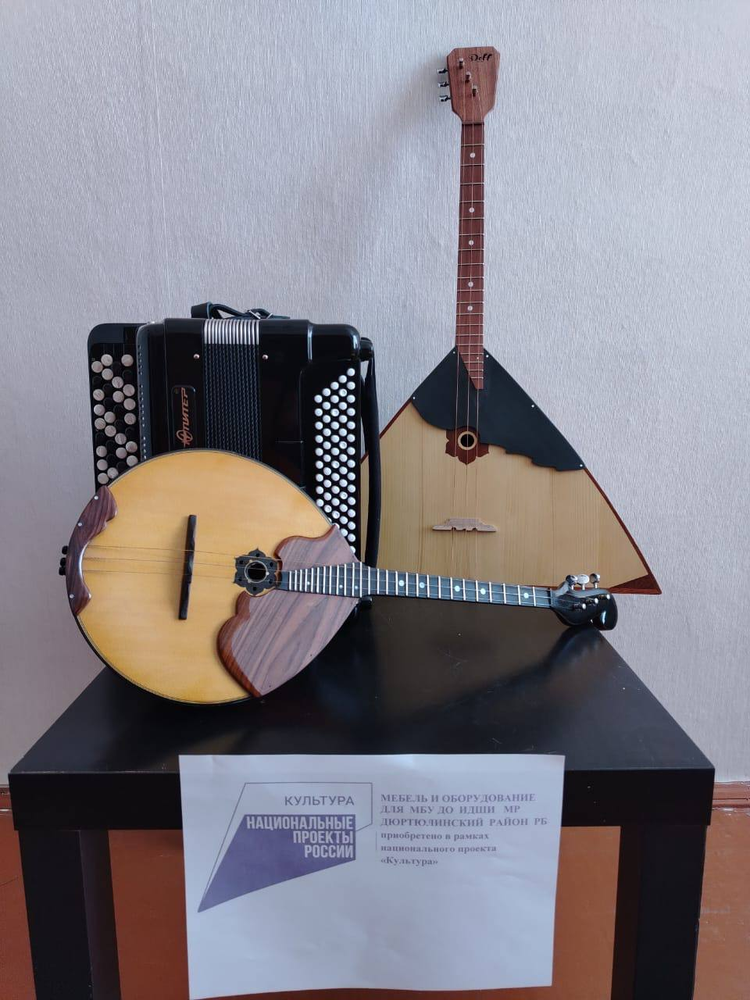 Doff
ЮПИТЕР
КУЛЬТУРА
НАЦИОНАЛЬНЫЕ
ПРОЕКТЫ
РОССИИ
МЕБЕЛЬ И ОБОРУДОВАНИЕ
ДЛЯ МБУ ДО ИДШИ МР
ДЮРТЮЛИНСКИЙ РАЙОН РБ
приобретено в рамках
национального проекта
«Культура»